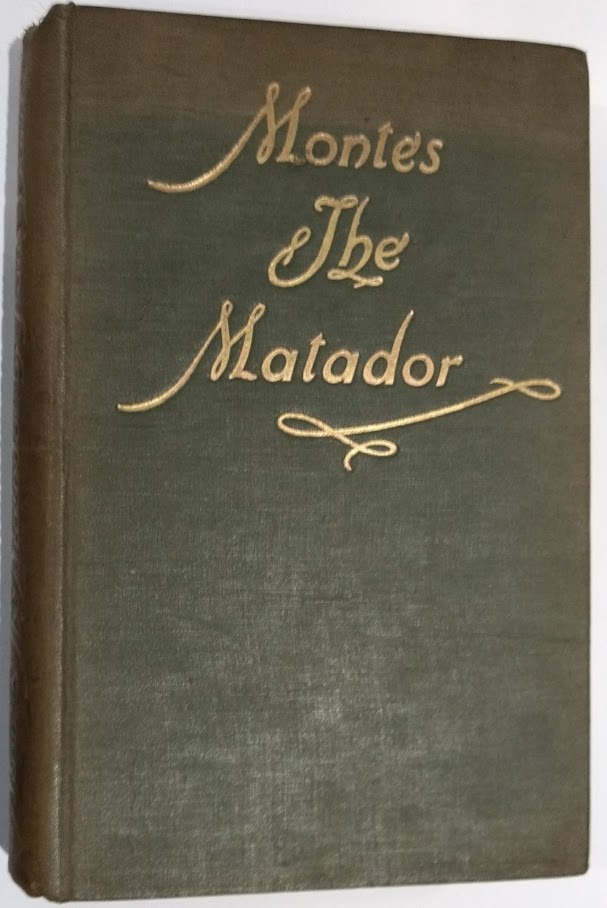 Montes
The
Matador